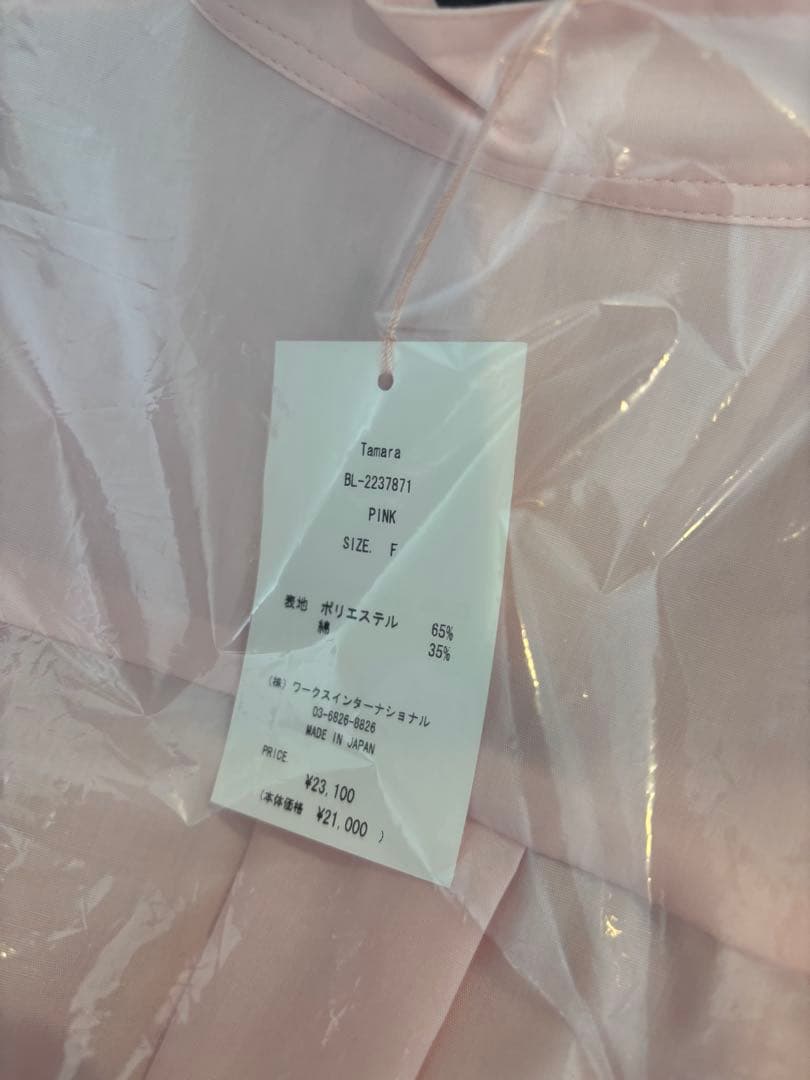 Tamara
BL-2237871
PINK
SIZE. F
表地 ポリエステル 65%
綿 35%
(株)ワークスインターナショナル
03-6826-8826
MADE IN JAPAN
PRICE
¥23,100
(本体価格 ¥21,000 )